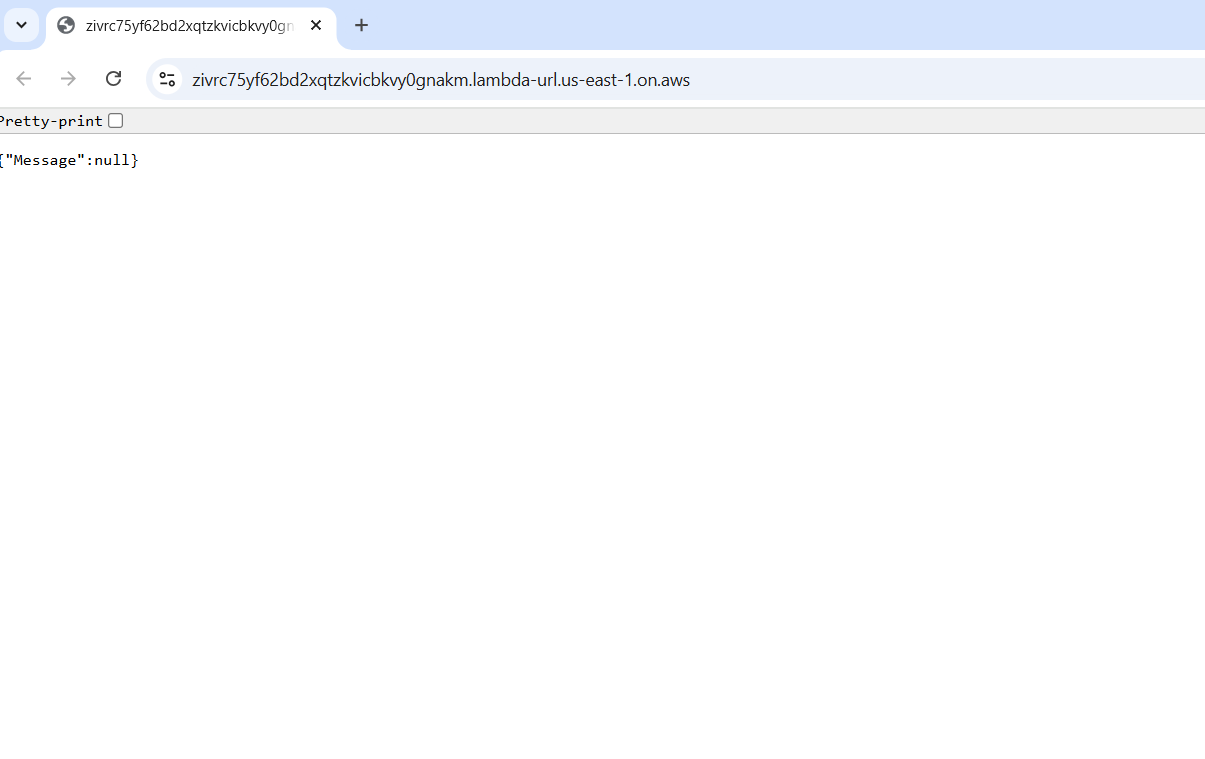 zivrc75yf62bd2xqtzkvicbkvy0gn
zivrc75yf62bd2xqtzkvicbkvy0gnakm.lambda-url.us-east-1.on.aws
Pretty-print
{"Message":null}